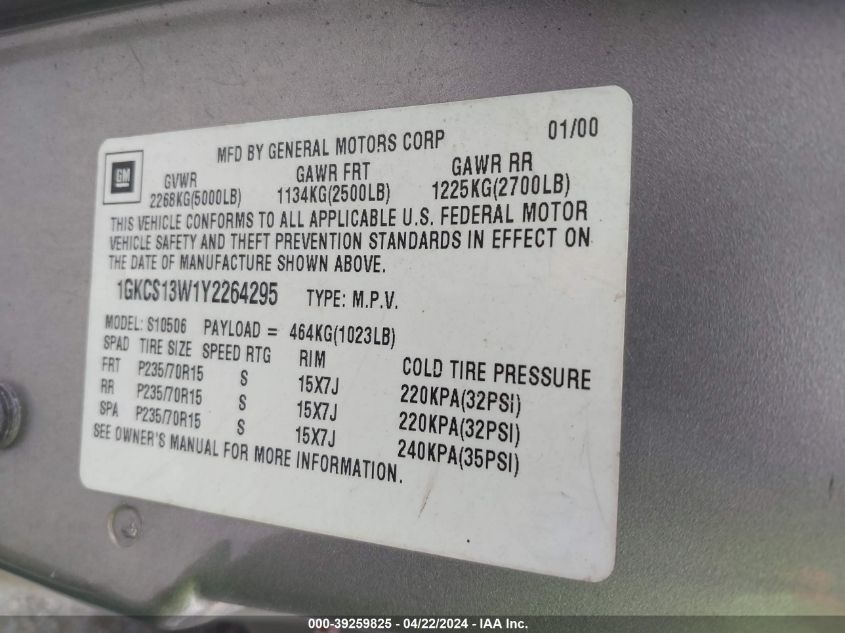 MFD BY GENERAL MOTORS CORP 01/00
GM
GVWR GAWR FRT GAWR RR
2268KG(5000LB) 1134KG(2500LB) 1225KG(2700LB)
THIS VEHICLE CONFORMS TO ALL APPLICABLE U.S. FEDERAL MOTOR
VEHICLE SAFETY AND THEFT PREVENTION STANDARDS IN EFFECT ON
THE DATE OF MANUFACTURE SHOWN ABOVE.
1GKCS13W1Y2264295 TYPE: M.P.V.
MODEL: S10506 PAYLOAD = 464KG(1023LB)
SPAD TIRE SIZE SPEED RTG RIM COLD TIRE PRESSURE
FRT P235/70R15 S 15X7J 220KPA(32PSI)
RR P235/70R15 S 15X7J 220KPA(32PSI)
SPA P235/70R15 S 15X7J 240KPA(35PSI)
SEE OWNER'S MANUAL FOR MORE INFORMATION.
000-39259825 - 04/22/2024 - IAA Inc.